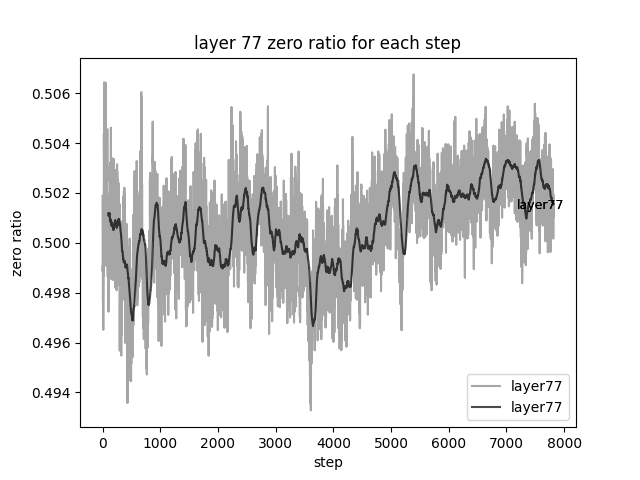 layer 77 zero ratio for each step
zero ratio
0.506
0.504
0.502
0.500
0.498
0.496
0.494
layer77
layer77
layer77
0
1000
2000
3000
4000
5000
6000
7000
8000
step